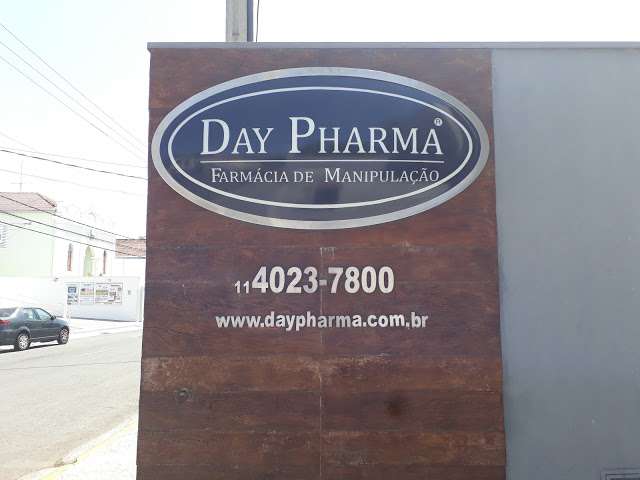 DAY PHARMA®
FARMÁCIA DE MANIPULAÇÃO
11 4023-7800
www.daypharma.com.br